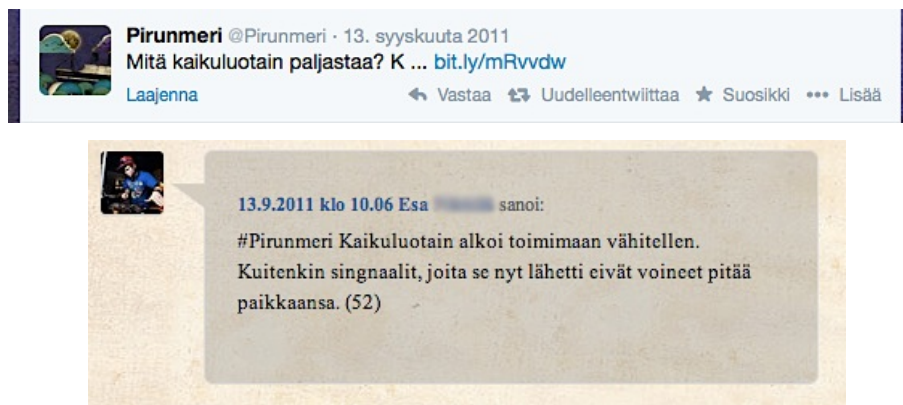 Pirunmeri @Pirunmeri · 13. syyskuuta 2011
Mitä kaikuluotain paljastaa? K ... bit.ly/mRvvdw
Laajenna Vastaa Uudelleentwiittaa Suosikki Lisää
13.9.2011 klo 10.06 Esa sanoi:
#Pirunmeri Kaikuluotain alkoi toimimaan vähitellen.
Kuitenkin singnaalit, joita se nyt lähetti eivät voineet pitää
paikkaansa. (52)